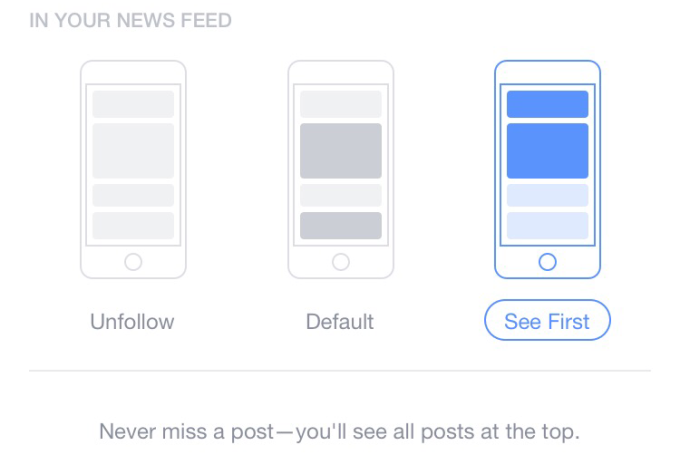 IN YOUR NEWS FEED
Unfollow Default See First
Never miss a post—you'll see all posts at the top.